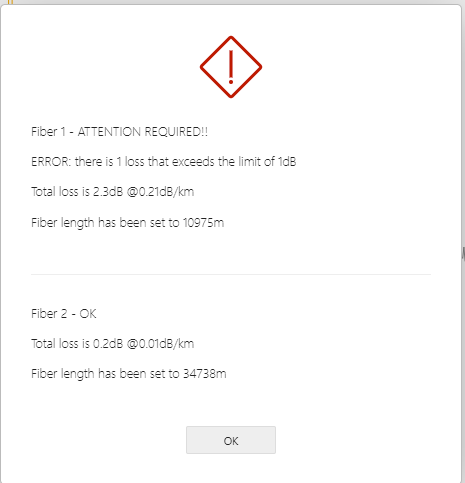 Fiber 1 - ATTENTION REQUIRED!!
ERROR: there is 1 loss that exceeds the limit of 1dB
Total loss is 2.3dB @0.21dB/km
Fiber length has been set to 10975m
Fiber 2 - OK
Total loss is 0.2dB @0.01dB/km
Fiber length has been set to 34738m
OK